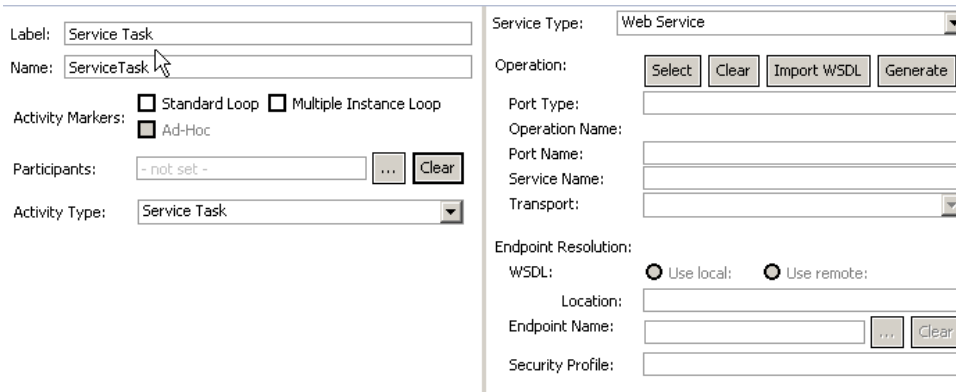 Label: Service Task
Name: ServiceTask
Activity Markers: Standard Loop Multiple Instance Loop
Ad-Hoc
Participants: - not set - ... Clear
Activity Type: Service Task
Service Type: Web Service
Operation: Select Clear Import WSDL Generate
Port Type:
Operation Name:
Port Name:
Service Name:
Transport:
Endpoint Resolution:
WSDL: Use local: Use remote:
Location:
Endpoint Name: ... Clear
Security Profile: